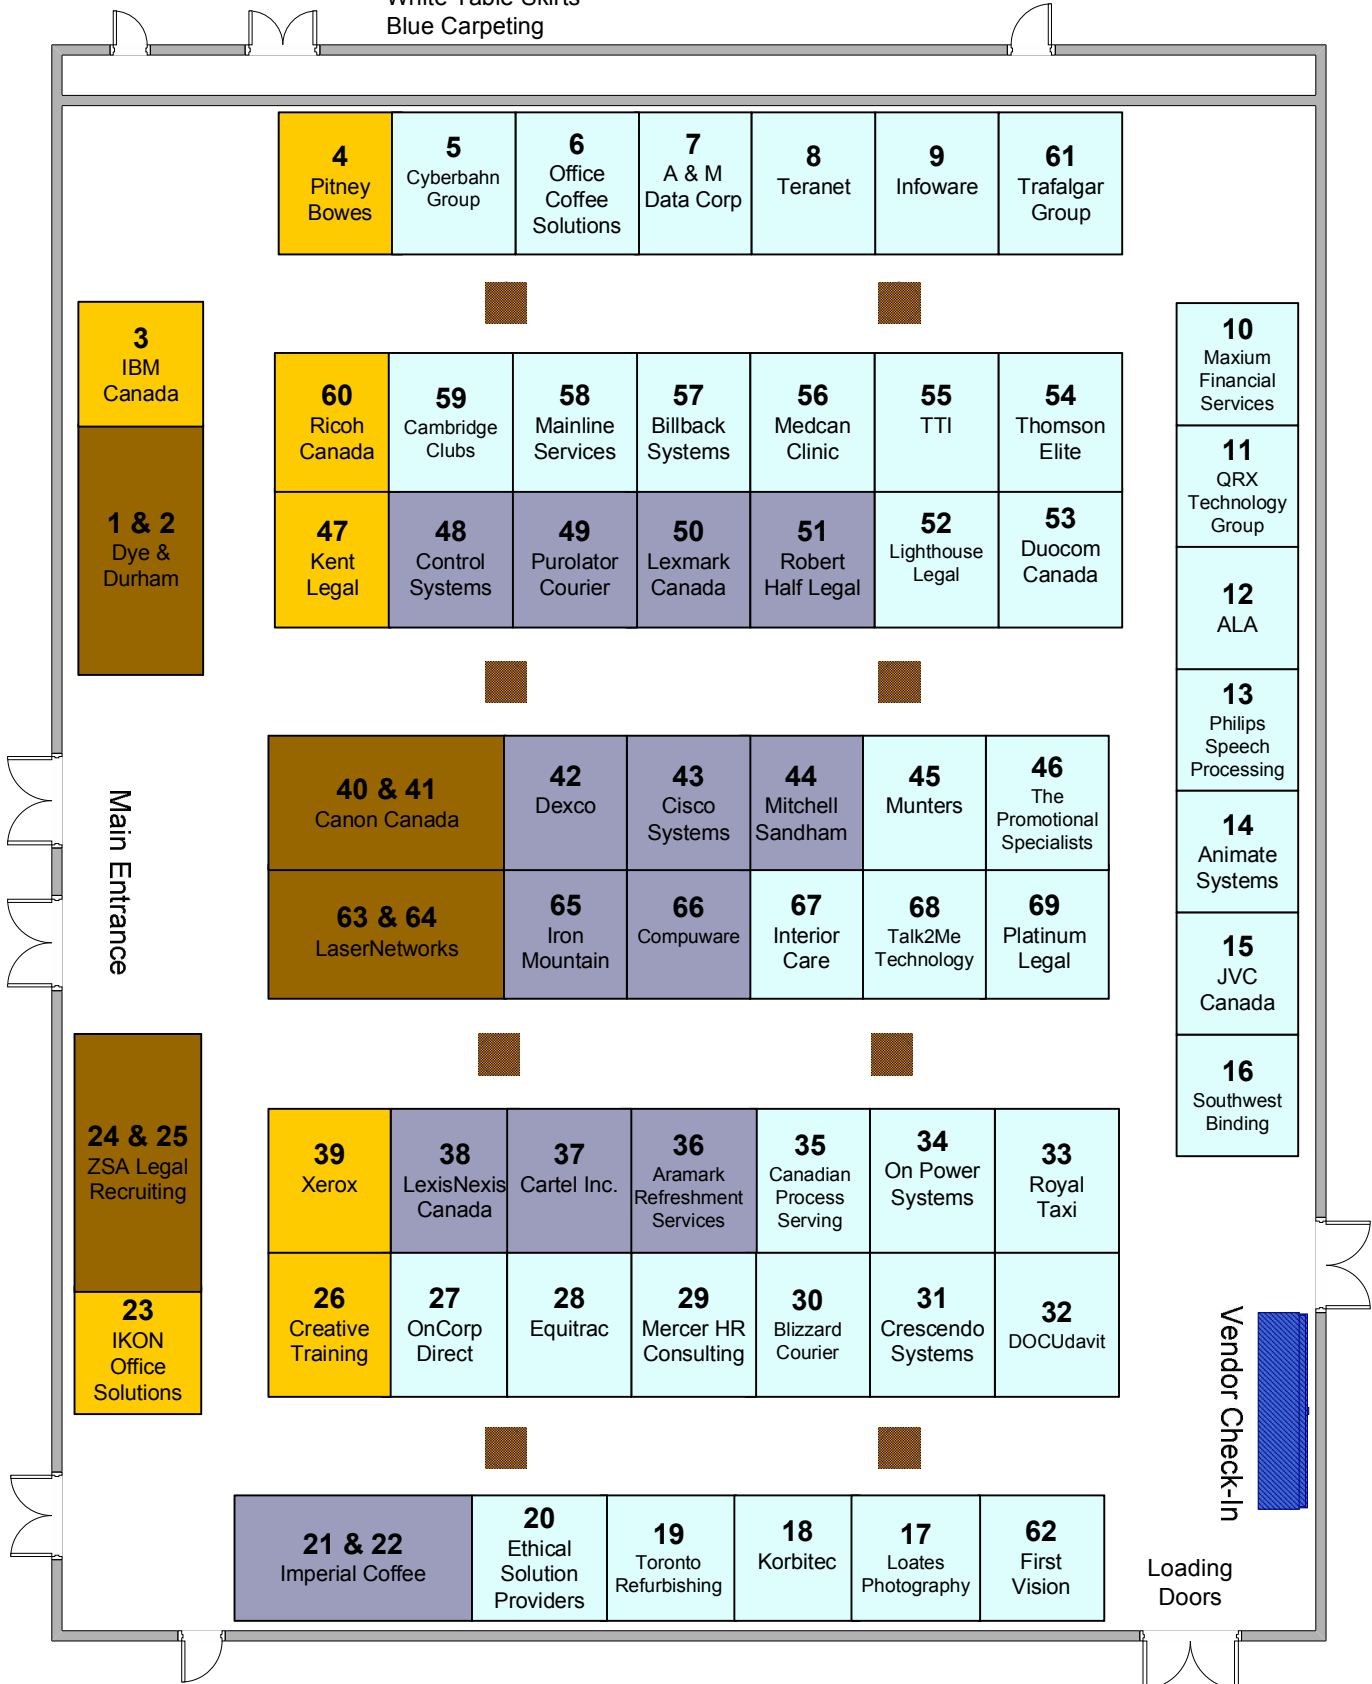 White Table Skirts
Blue Carpeting
4
Pitney
Bowes
5
Cyberbahn
Group
6
Office
Coffee
Solutions
7
A & M
Data Corp
8
Teranet
9
Infoware
61
Trafalgar
Group
3
IBM
Canada
1 & 2
Dye &
Durham
60
Ricoh
Canada
59
Cambridge
Clubs
58
Mainline
Services
57
Billback
Systems
56
Medcan
Clinic
55
TTI
54
Thomson
Elite
47
Kent
Legal
48
Control
Systems
49
Purolator
Courier
50
Lexmark
Canada
51
Robert
Half Legal
52
Lighthouse
Legal
53
Duocom
Canada
10
Maxium
Financial
Services
11
QRX
Technology
Group
12
ALA
13
Philips
Speech
Processing
14
Animate
Systems
15
JVC
Canada
16
Southwest
Binding
Main Entrance
40 & 41
Canon Canada
42
Dexco
43
Cisco
Systems
44
Mitchell
Sandham
45
Munters
46
The
Promotional
Specialists
63 & 64
LaserNetworks
65
Iron
Mountain
66
Compuware
67
Interior
Care
68
Talk2Me
Technology
69
Platinum
Legal
24 & 25
ZSA Legal
Recruiting
23
IKON
Office
Solutions
39
Xerox
38
LexisNexis
Canada
37
Cartel Inc.
36
Aramark
Refreshment
Services
35
Canadian
Process
Serving
34
On Power
Systems
33
Royal
Taxi
26
Creative
Training
27
OnCorp
Direct
28
Equitrac
29
Mercer HR
Consulting
30
Blizzard
Courier
31
Crescendo
Systems
32
DOCUdavit
Vendor Check-In
21 & 22
Imperial Coffee
20
Ethical
Solution
Providers
19
Toronto
Refurbishing
18
Korbitec
17
Loates
Photography
62
First
Vision
Loading
Doors